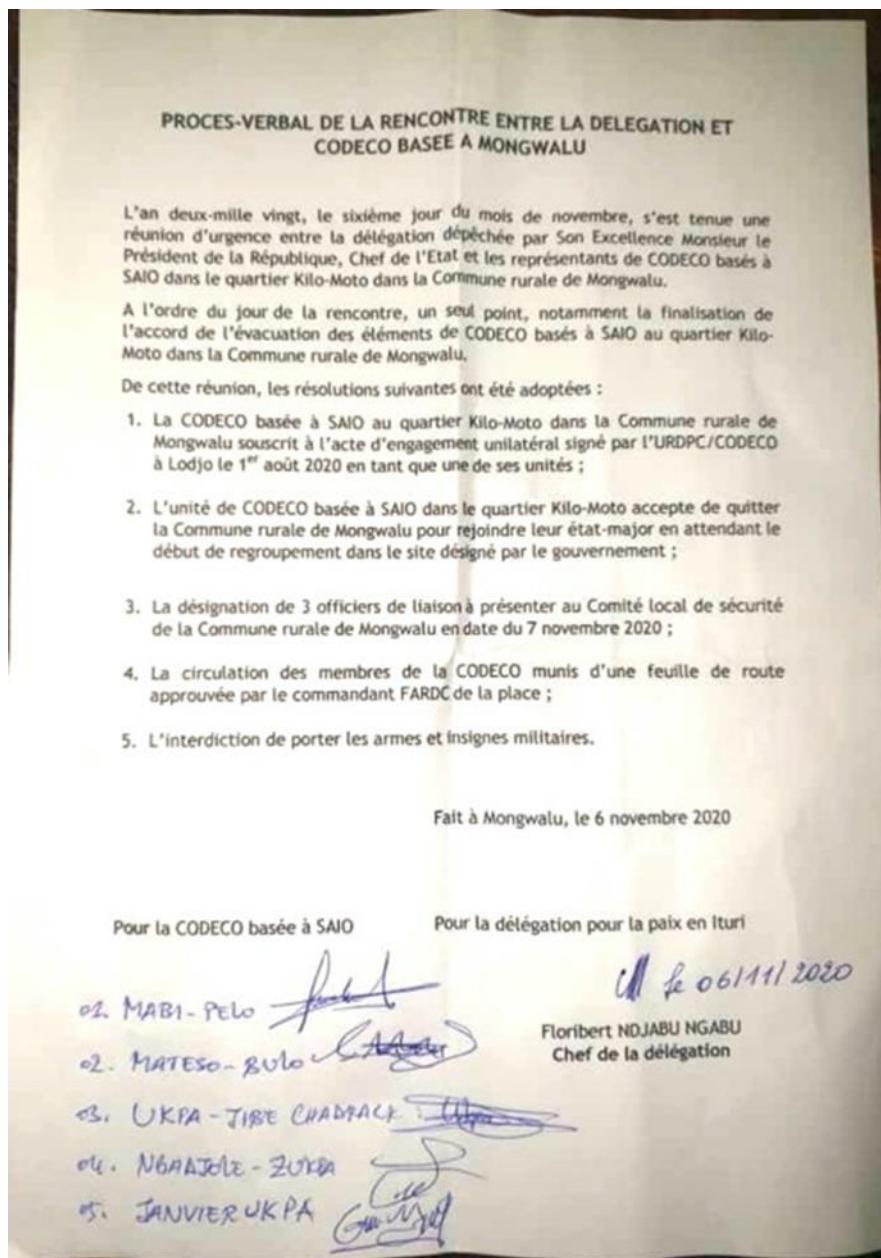 PROCES-VERBAL DE LA RENCONTRE ENTRE LA DELEGATION ET
CODECO BASEE A MONGWALU
L'an deux-mille vingt, le sixième jour du mois de novembre, s'est tenue une
réunion d'urgence entre la délégation dépêchée par Son Excellence Monsieur le
Président de la République, Chef de l'Etat et les représentants de CODECO basés à
SAIO dans le quartier Kilo-Moto dans la Commune rurale de Mongwalu.
A l'ordre du jour de la rencontre, un seul point, notamment la finalisation de
l'accord de l'évacuation des éléments de CODECO basés à SAIO au quartier Kilo-
Moto dans la Commune rurale de Mongwalu.
De cette réunion, les résolutions suivantes ont été adoptées :
1. La CODECO basée à SAIO au quartier Kilo-Moto dans la Commune rurale de
Mongwalu souscrit à l'acte d'engagement unilatéral signé par l'URDPC/CODECO
à Lodjo le 1er août 2020 en tant que une de ses unités ;
2. L'unité de CODECO basée à SAIO dans le quartier Kilo-Moto accepte de quitter
la Commune rurale de Mongwalu pour rejoindre leur état-major en attendant le
début de regroupement dans le site désigné par le gouvernement ;
3. La désignation de 3 officiers de liaison à présenter au Comité local de sécurité
de la Commune rurale de Mongwalu en date du 7 novembre 2020 ;
4. La circulation des membres de la CODECO munis d'une feuille de route
approuvée par le commandant FARDC de la place ;
5. L'interdiction de porter les armes et insignes militaires.
Fait à Mongwalu, le 6 novembre 2020
Pour la CODECO basée à SAIO
01. MABI-PELO
02. MATESO-BULO
03. UKPA-JIBE CHADRACK
04. ZUKPA
05. JANVIER UKPA
Pour la délégation pour la paix en Ituri
le 06/11/2020
Floribert NDJABU NGABU
Chef de la délégation